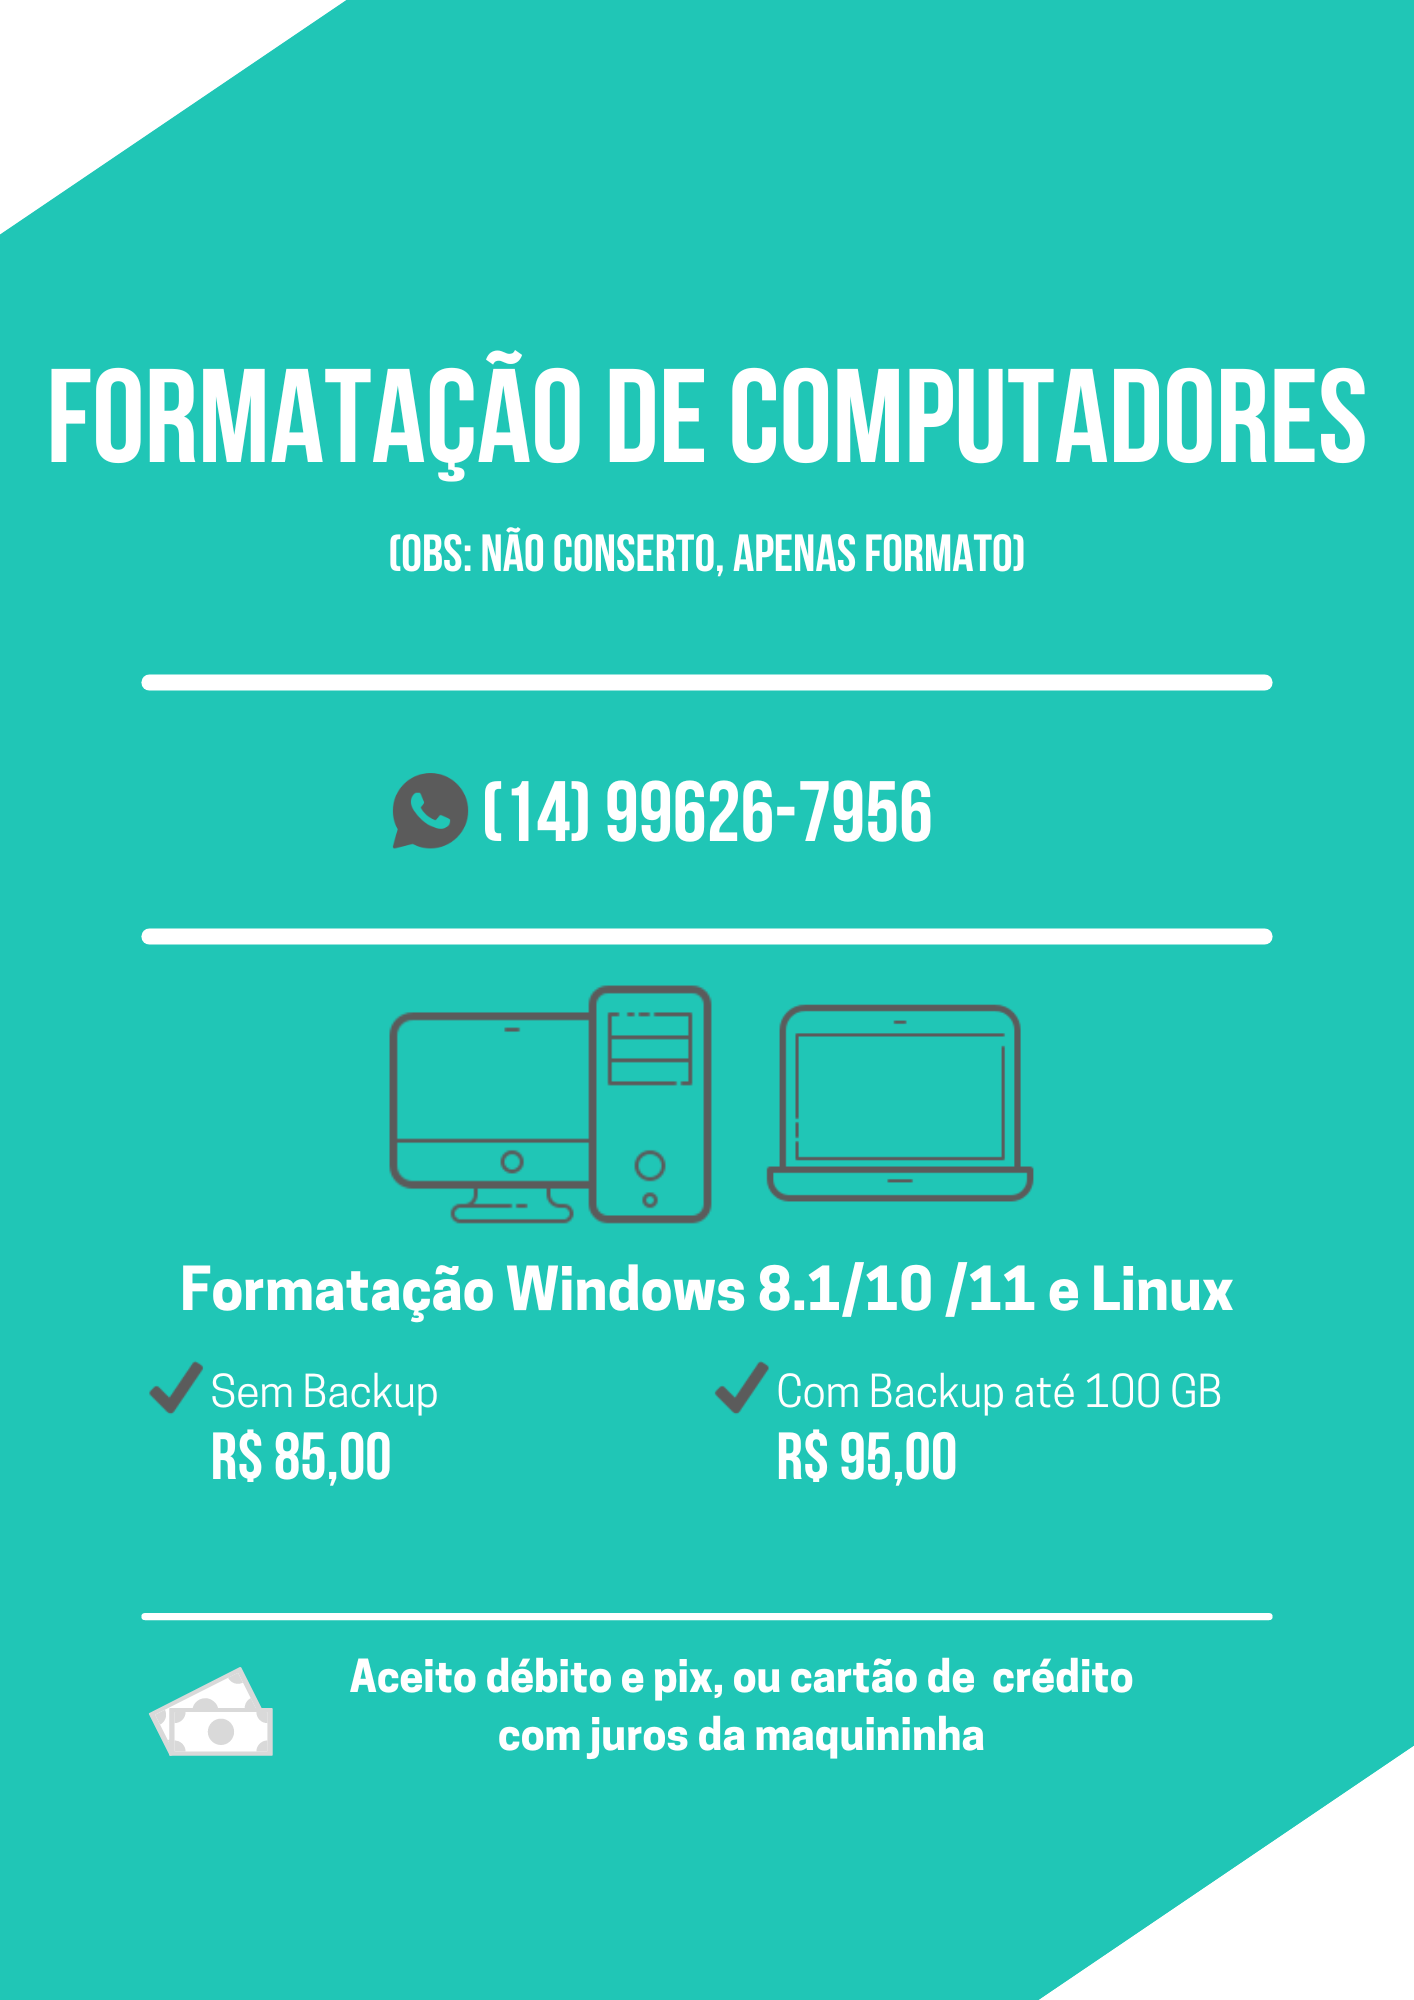 FORMATAÇÃO DE COMPUTADORES
(OBS: NÃO CONSERTO, APENAS FORMATO)
(14) 99626-7956
Formatação Windows 8.1/10 /11 e Linux
Sem Backup
R$ 85,00
Com Backup até 100 GB
R$ 95,00
Aceito débito e pix, ou cartão de crédito
com juros da maquininha